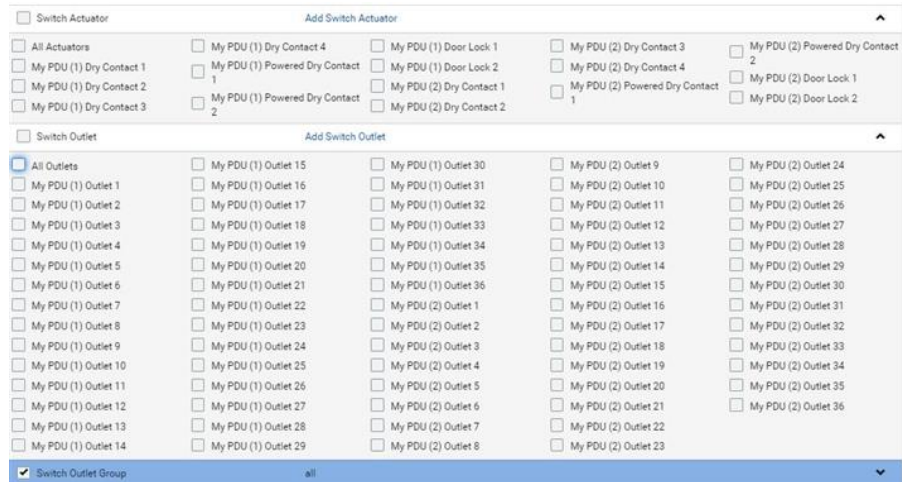 Switch Actuator Add Switch Actuator
All Actuators
My PDU (1) Dry Contact 1
My PDU (1) Dry Contact 2
My PDU (1) Dry Contact 3
My PDU (1) Dry Contact 4
My PDU (1) Powered Dry Contact
1
My PDU (1) Powered Dry Contact
2
My PDU (1) Door Lock 1
My PDU (1) Door Lock 2
My PDU (2) Dry Contact 1
My PDU (2) Dry Contact 2
My PDU (2) Dry Contact 3
My PDU (2) Dry Contact 4
My PDU (2) Powered Dry Contact
1
My PDU (2) Powered Dry Contact
2
My PDU (2) Door Lock 1
My PDU (2) Door Lock 2
Switch Outlet Add Switch Outlet
All Outlets
My PDU (1) Outlet 1
My PDU (1) Outlet 2
My PDU (1) Outlet 3
My PDU (1) Outlet 4
My PDU (1) Outlet 5
My PDU (1) Outlet 6
My PDU (1) Outlet 7
My PDU (1) Outlet 8
My PDU (1) Outlet 9
My PDU (1) Outlet 10
My PDU (1) Outlet 11
My PDU (1) Outlet 12
My PDU (1) Outlet 13
My PDU (1) Outlet 14
My PDU (1) Outlet 15
My PDU (1) Outlet 16
My PDU (1) Outlet 17
My PDU (1) Outlet 18
My PDU (1) Outlet 19
My PDU (1) Outlet 20
My PDU (1) Outlet 21
My PDU (1) Outlet 22
My PDU (1) Outlet 23
My PDU (1) Outlet 24
My PDU (1) Outlet 25
My PDU (1) Outlet 26
My PDU (1) Outlet 27
My PDU (1) Outlet 28
My PDU (1) Outlet 29
My PDU (1) Outlet 30
My PDU (1) Outlet 31
My PDU (1) Outlet 32
My PDU (1) Outlet 33
My PDU (1) Outlet 34
My PDU (1) Outlet 35
My PDU (1) Outlet 36
My PDU (2) Outlet 1
My PDU (2) Outlet 2
My PDU (2) Outlet 3
My PDU (2) Outlet 4
My PDU (2) Outlet 5
My PDU (2) Outlet 6
My PDU (2) Outlet 7
My PDU (2) Outlet 8
My PDU (2) Outlet 9
My PDU (2) Outlet 10
My PDU (2) Outlet 11
My PDU (2) Outlet 12
My PDU (2) Outlet 13
My PDU (2) Outlet 14
My PDU (2) Outlet 15
My PDU (2) Outlet 16
My PDU (2) Outlet 17
My PDU (2) Outlet 18
My PDU (2) Outlet 19
My PDU (2) Outlet 20
My PDU (2) Outlet 21
My PDU (2) Outlet 22
My PDU (2) Outlet 23
My PDU (2) Outlet 24
My PDU (2) Outlet 25
My PDU (2) Outlet 26
My PDU (2) Outlet 27
My PDU (2) Outlet 28
My PDU (2) Outlet 29
My PDU (2) Outlet 30
My PDU (2) Outlet 31
My PDU (2) Outlet 32
My PDU (2) Outlet 33
My PDU (2) Outlet 34
My PDU (2) Outlet 35
My PDU (2) Outlet 36
Switch Outlet Group all